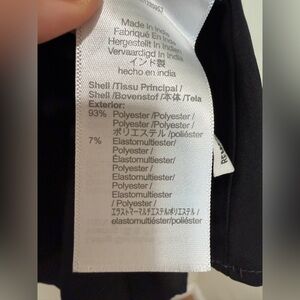 Made in India
Fabriqué En Inde
Hergestellt in Indien
Vervaardigd in India
インド製
hecho en india
Shell /Tissu Principal /
Shell /Bovenstof /本体 /Tela
Exterior:
93% Polyester /Polyester /
Polyester /Polyester /
ポリエステル /poliéster
7% Elastomultiester /
Polyester /
Elastomultiester /
Elastomultiester
/ Polyester /
エラストマーマルチエステルポリエステル /
elastomultiéster